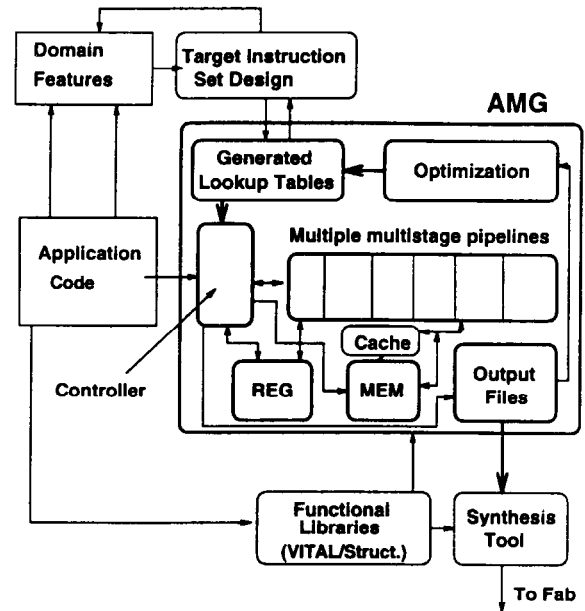 Domain
Features
Target Instruction
Set Design
AMG
Generated
Lookup Tables
Optimization
Application
Code
Multiple multistage pipelines
Controller
Cache
REG
MEM
Output
Files
Functional
Libraries
(VITAL/Struct.)
Synthesis
Tool
To Fab